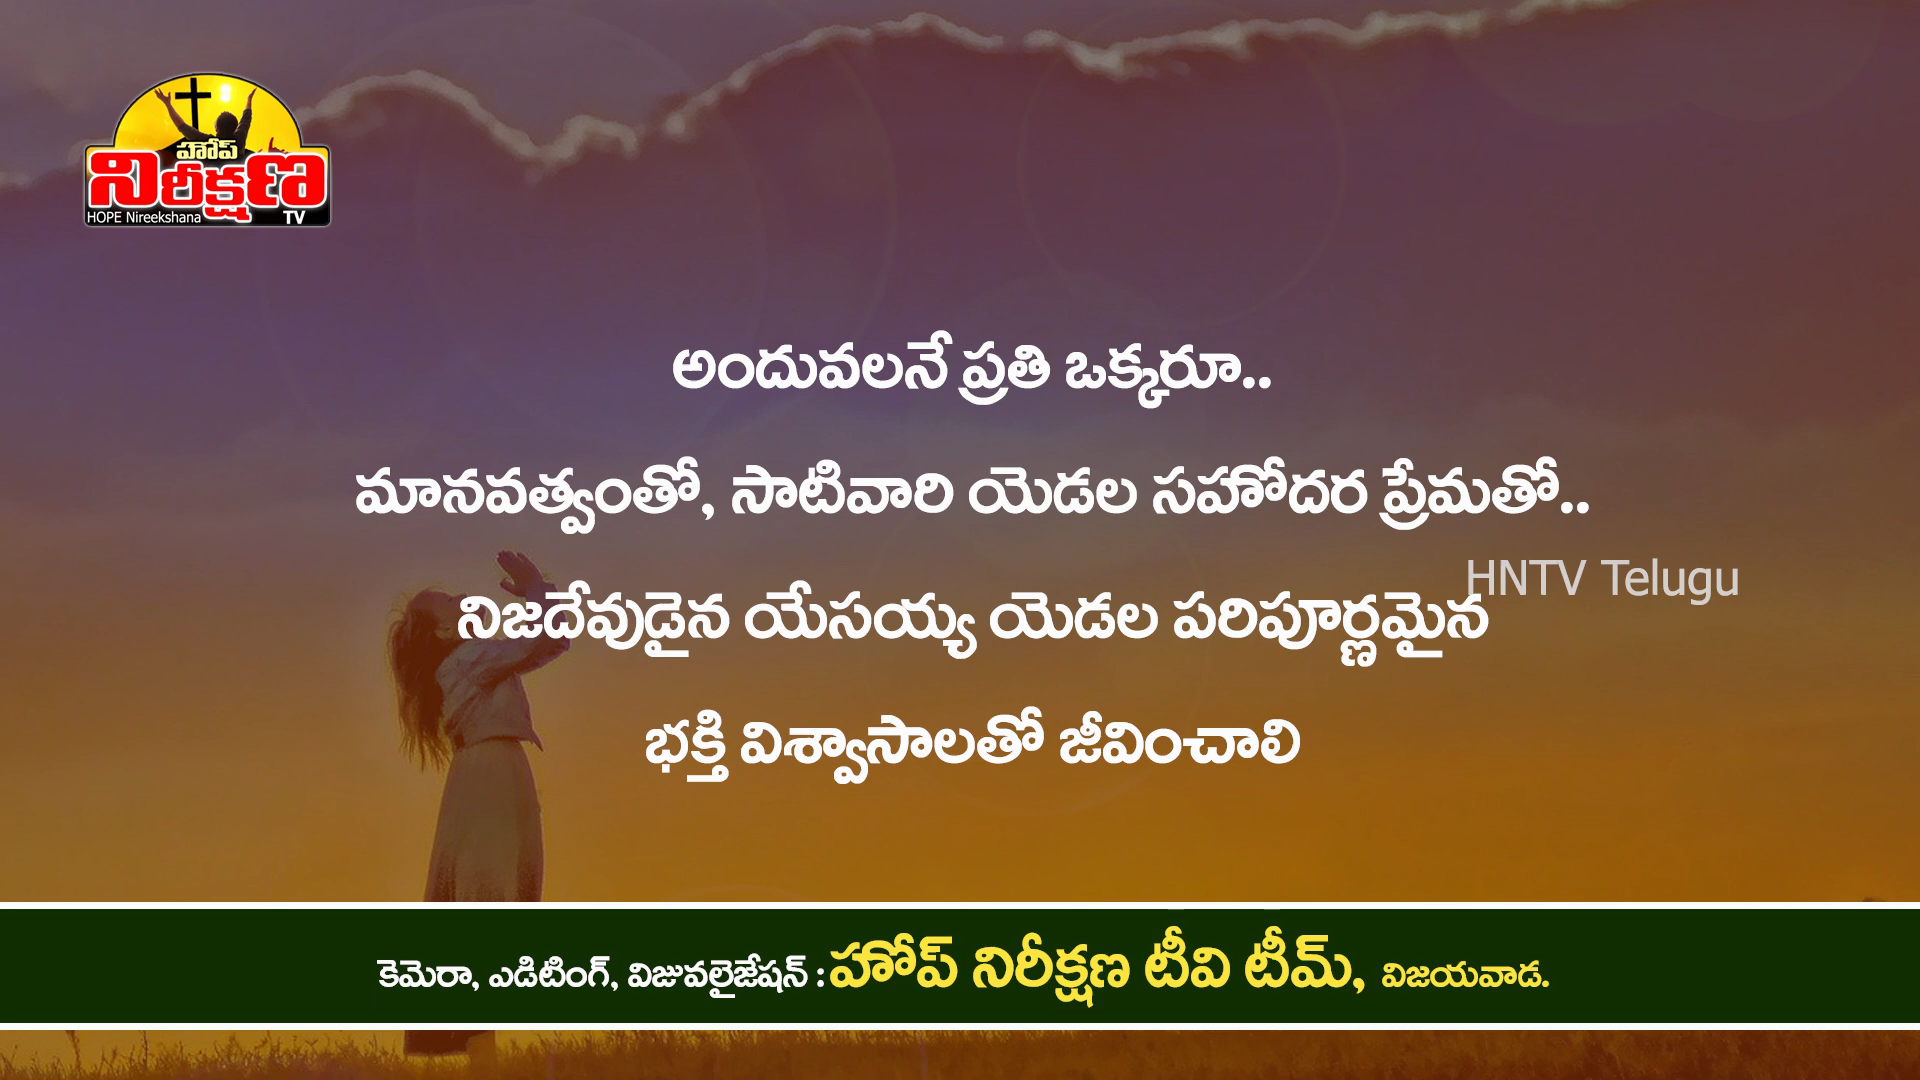 హోప్
నిరీక్షణ
HOPE Nireekshana TV
అందువలనే ప్రతి ఒక్కరూ..
మానవత్వంతో, సాటివారి యెడల సహోదర ప్రేమతో..
HNTV Telugu
నిజదేవుడైన యేసయ్య యెడల పరిపూర్ణమైన
భక్తి విశ్వాసాలతో జీవించాలి
కెమెరా, ఎడిటింగ్, విజువలైజేషన్ : హోప్ నిరీక్షణ టీవి టీమ్, విజయవాడ.